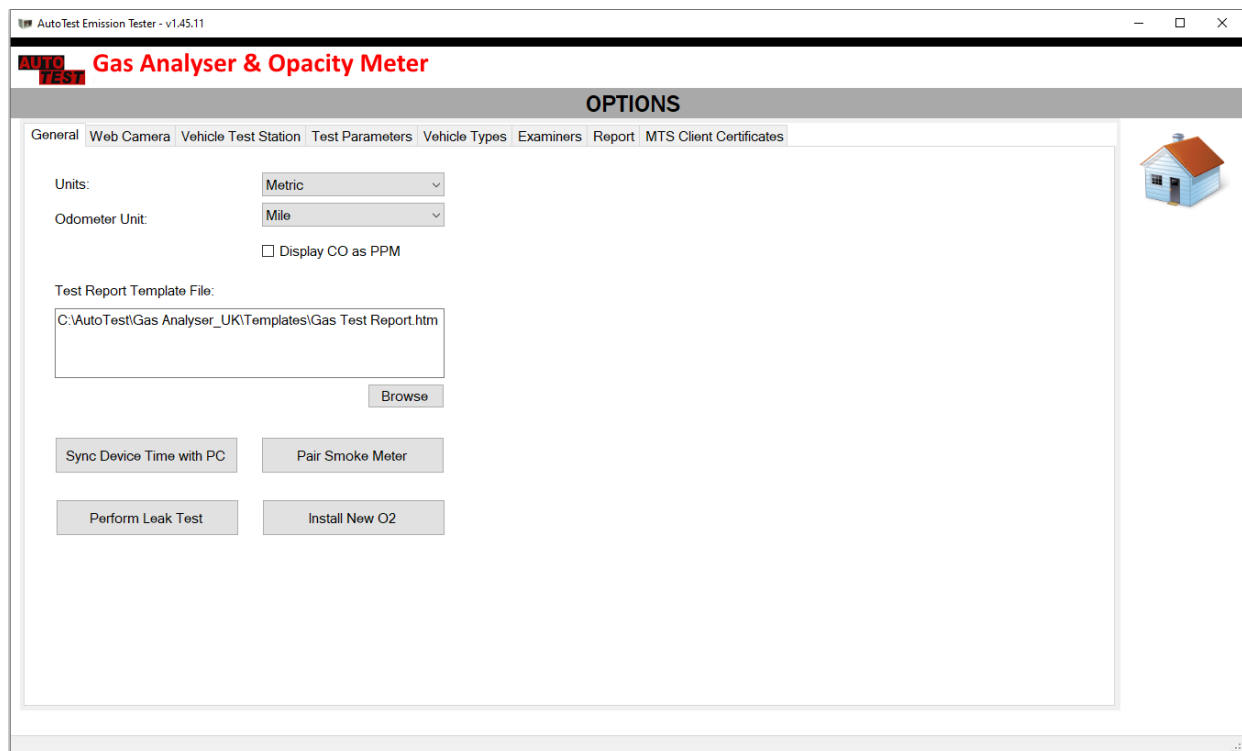 AutoTest Emission Tester - v1.45.11
AUTO
TEST
Gas Analyser & Opacity Meter
OPTIONS
General Web Camera Vehicle Test Station Test Parameters Vehicle Types Examiners Report MTS Client Certificates
Units: Metric
Odometer Unit: Mile
Display CO as PPM
Test Report Template File:
C:\AutoTest\Gas Analyser_UK\Templates\Gas Test Report.htm
Browse
Sync Device Time with PC Pair Smoke Meter
Perform Leak Test Install New O2